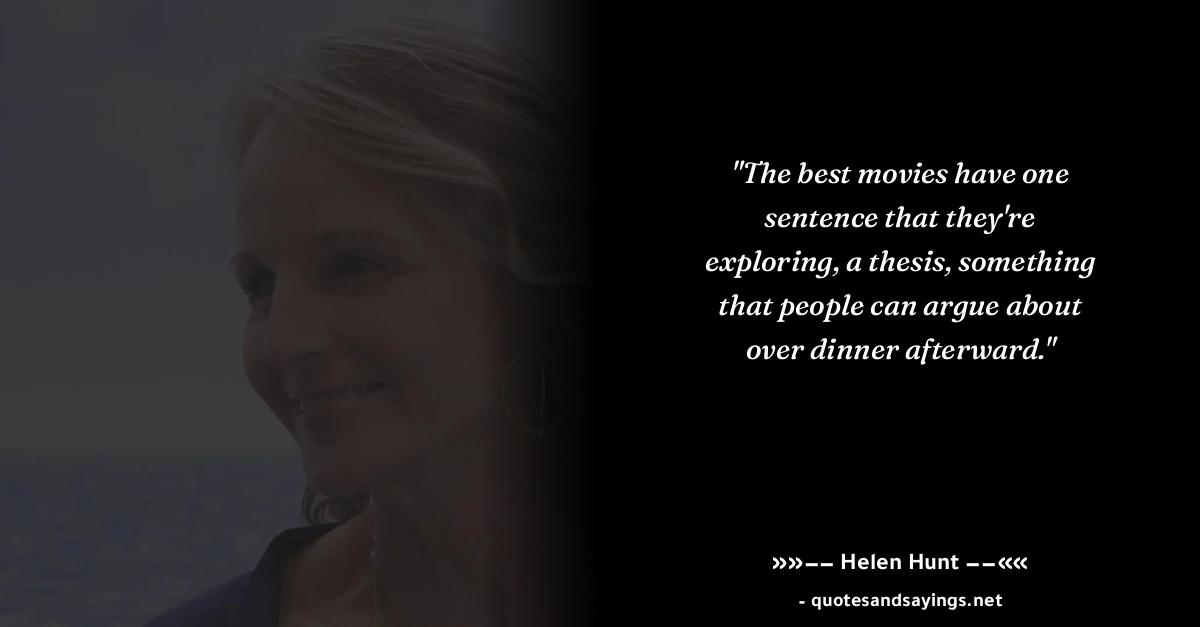 "The best movies have one
sentence that they're
exploring, a thesis, something
that people can argue about
over dinner afterward."
»»-- Helen Hunt --««
- quotesandsayings.net